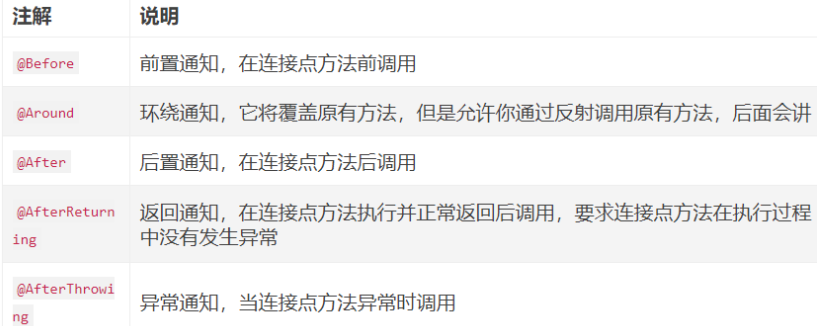 注解 说明
@Before 前置通知，在连接点方法前调用
@Around 环绕通知，它将覆盖原有方法，但是允许你通过反射调用原有方法，后面会讲
@After 后置通知，在连接点方法后调用
@AfterReturn
ing
返回通知，在连接点方法执行并正常返回后调用，要求连接点方法在执行过程
中没有发生异常
@AfterThrowi
ng
异常通知，当连接点方法异常时调用